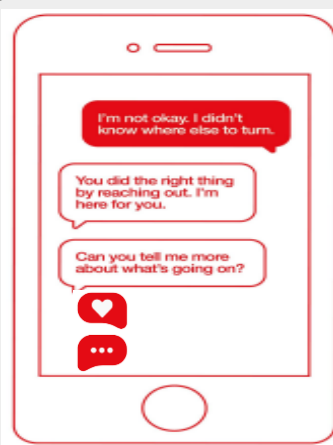 I'm not okay. I didn't
know where else to turn.
You did the right thing
by reaching out. I'm
here for you.
Can you tell me more
about what's going on?